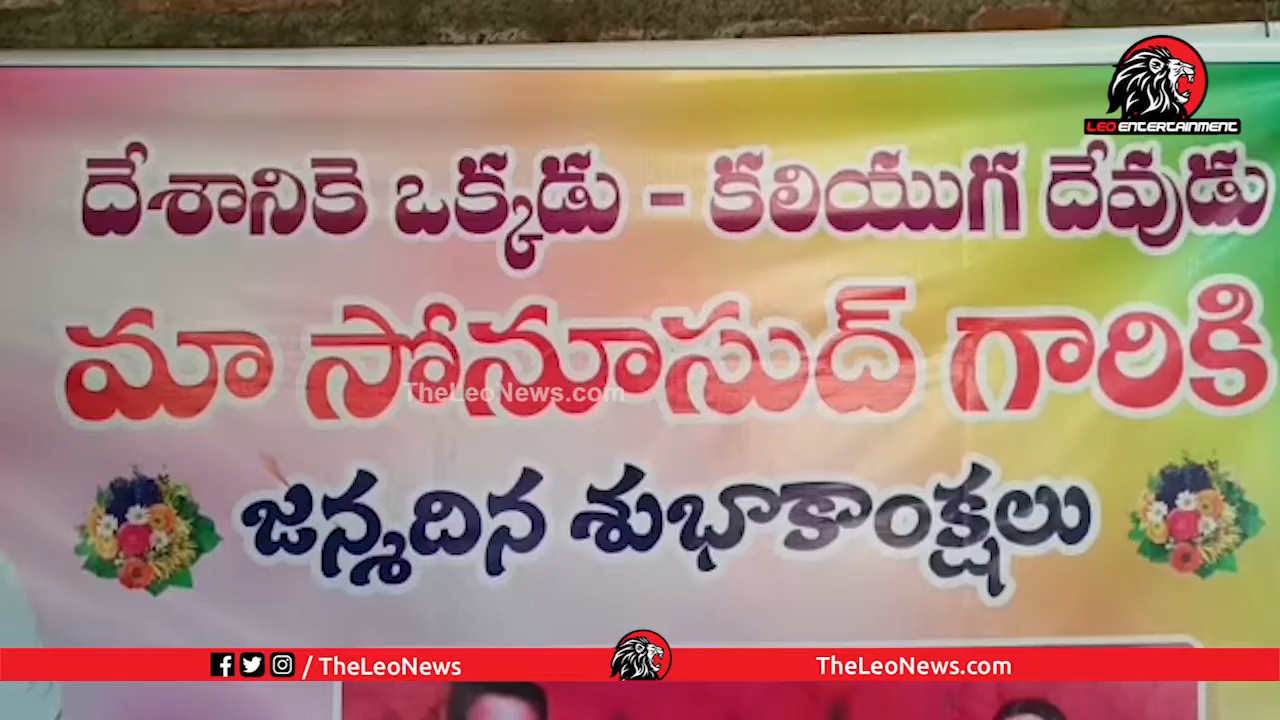 LEO ENTERTAINMENT
దేశానికె ఒక్కడు - కలియుగ దేవుడు
మా సోనూసుద్ గారికి
TheLeoNews.com
జన్మదిన శుభాకాంక్షలు
/ TheLeoNews TheLeoNews.com